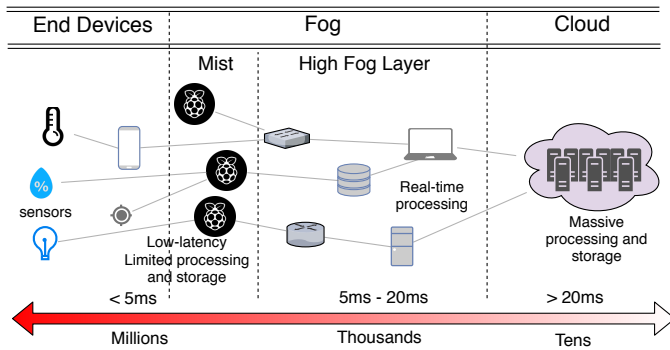 End Devices
Fog
Cloud
Mist
High Fog Layer
%
sensors
Real-time
processing
Low-latency
Limited processing
and storage
Massive
processing and
storage
< 5ms
5ms - 20ms
> 20ms
Millions
Thousands
Tens